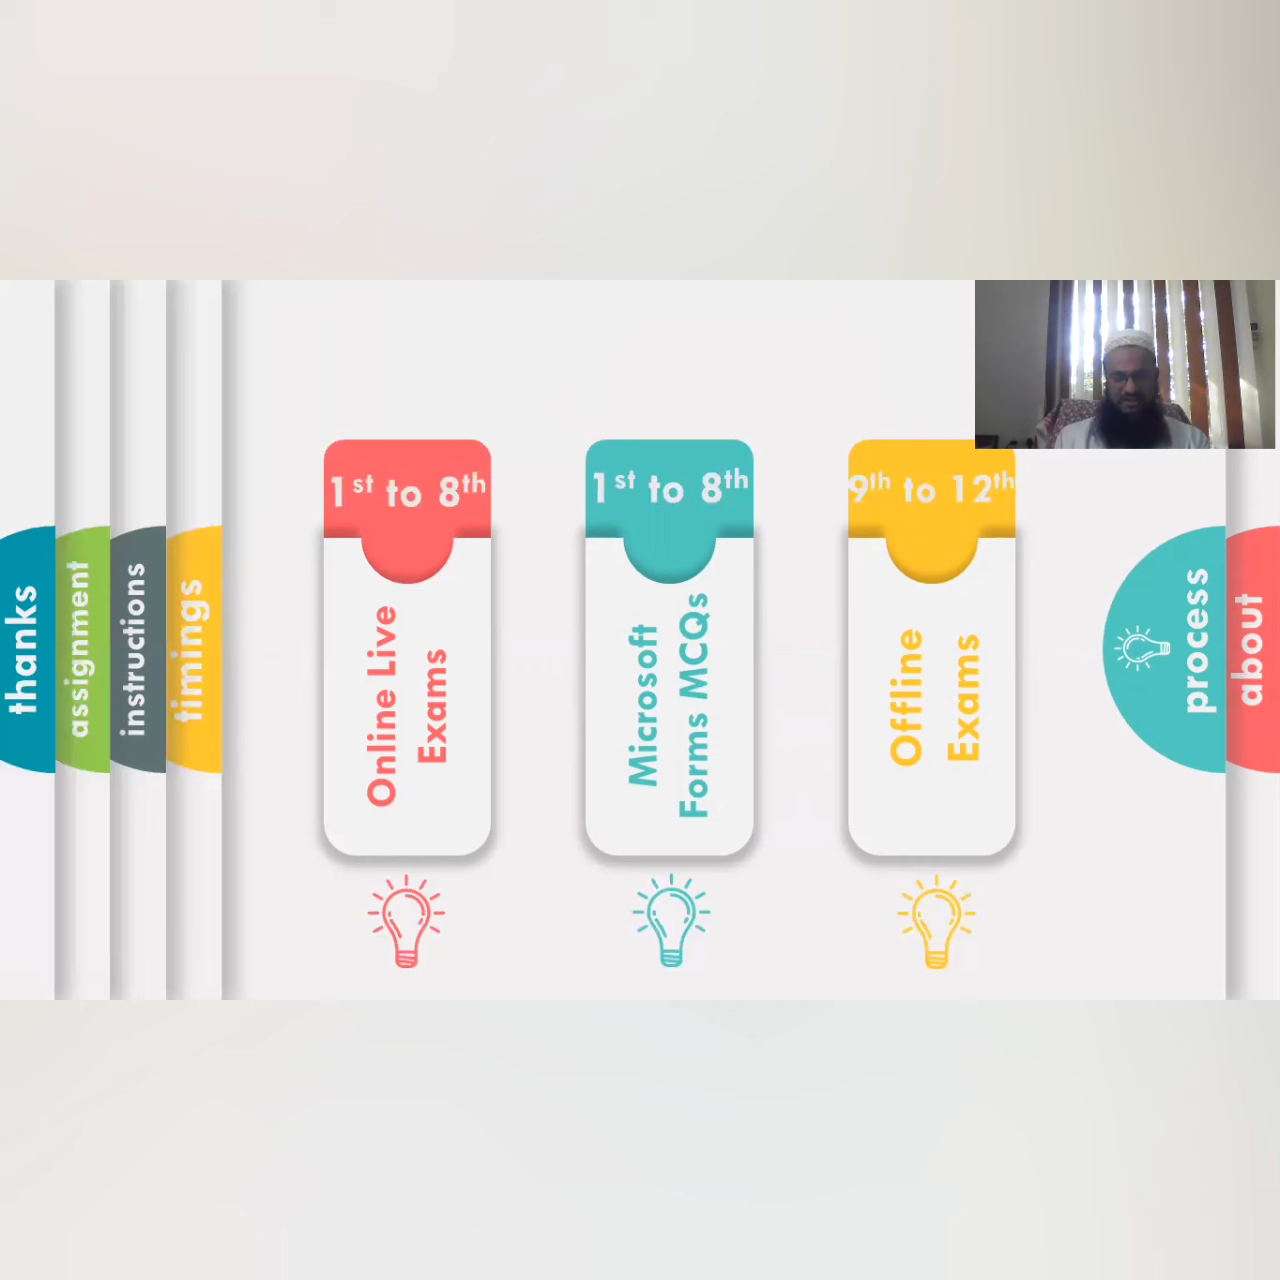 thanks
assignment
instructions
timings
1st to 8th
Online Live
Exams
1st to 8th
Microsoft
Forms MCQs
9th to 12th
Offline
Exams
process
about